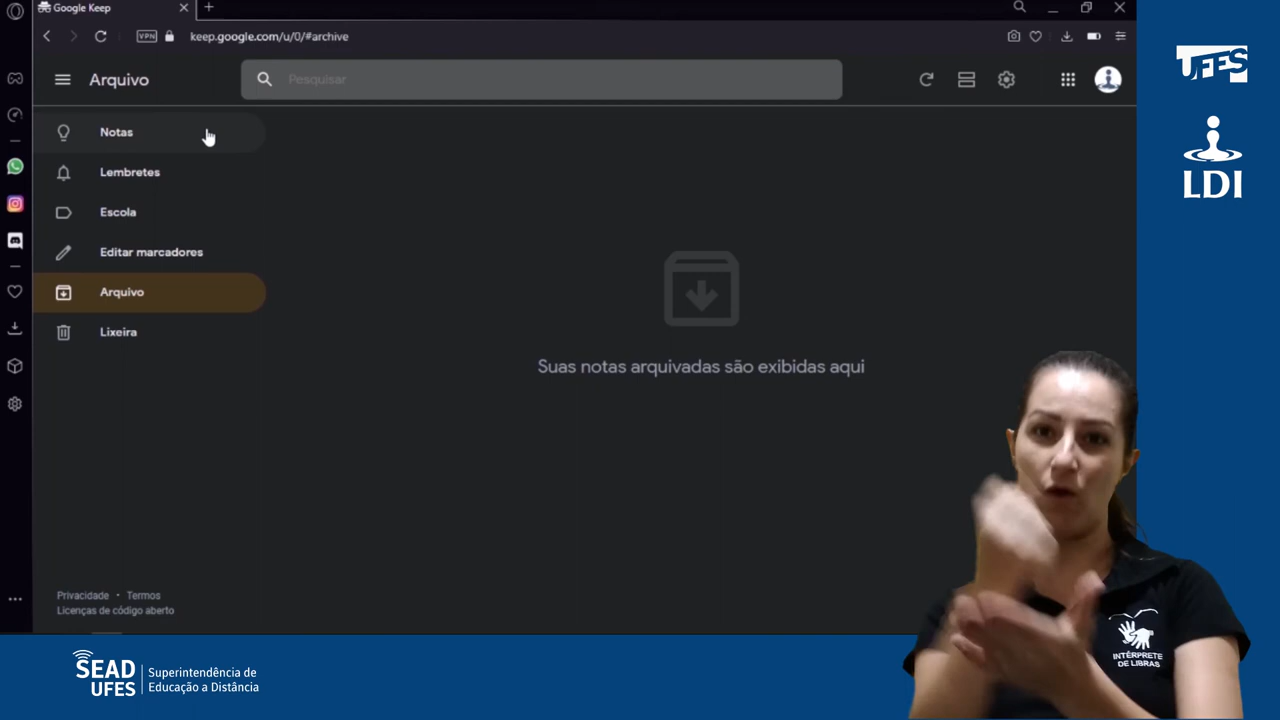 Google Keep
VPN
keep.google.com/u/0/#archive
Arquivo
Pesquisar
Notas
Lembretes
Escola
Editar marcadores
Arquivo
Lixeira
Suas notas arquivadas são exibidas aqui
Privacidade • Termos
Licenças de código aberto
UFES
LDI
INTÉRPRETE
DE LIBRAS
SEAD
UFES
Superintendência de
Educação a Distância